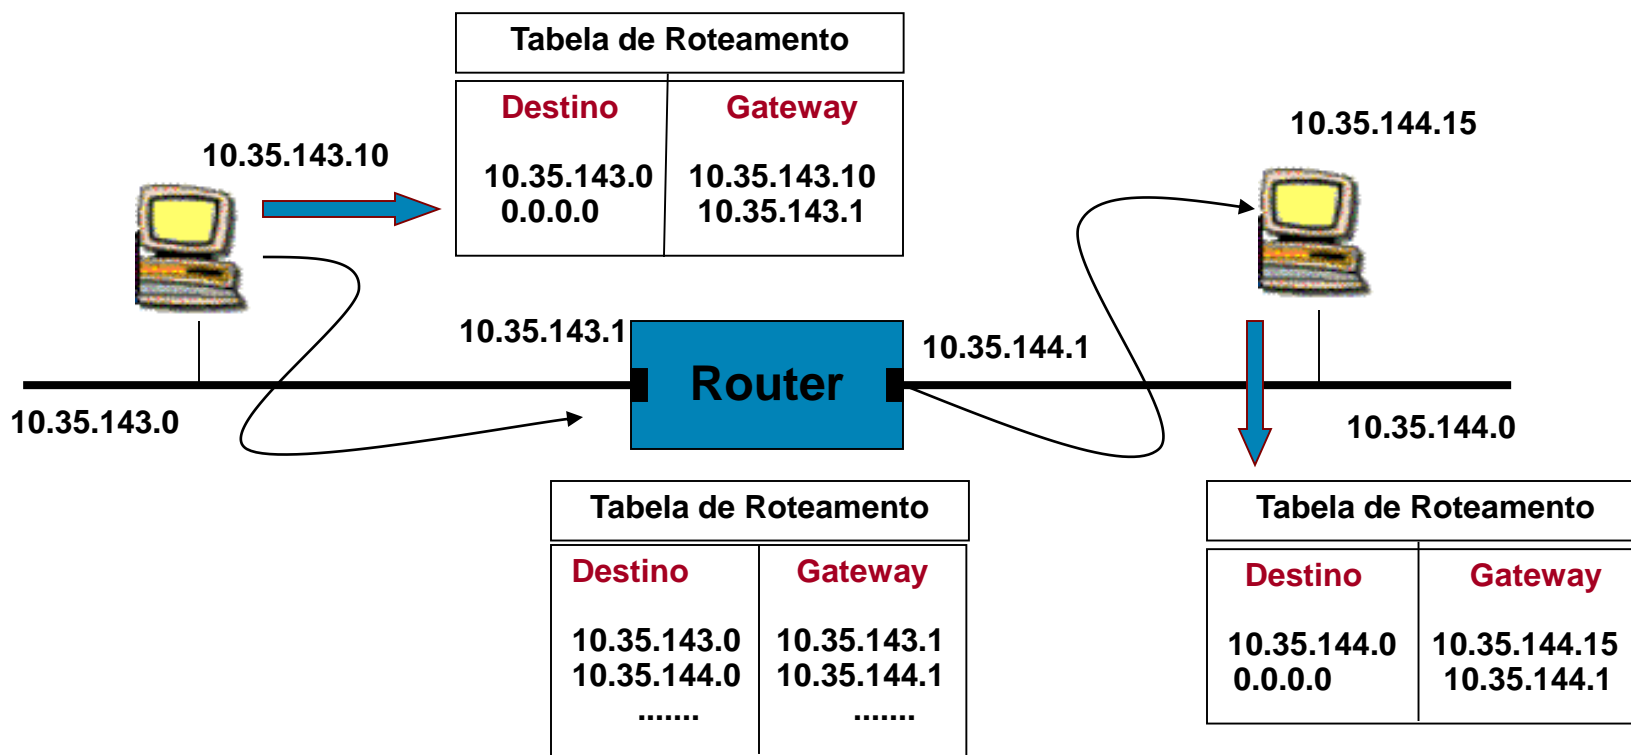 Tabela de Roteamento
Destino Gateway
10.35.143.0 10.35.143.10
0.0.0.0 10.35.143.1
10.35.143.10
10.35.144.15
10.35.143.1
Router
10.35.144.1
10.35.143.0
10.35.144.0
Tabela de Roteamento
Destino Gateway
10.35.143.0 10.35.143.1
10.35.144.0 10.35.144.1
....... .......
Tabela de Roteamento
Destino Gateway
10.35.144.0 10.35.144.15
0.0.0.0 10.35.144.1